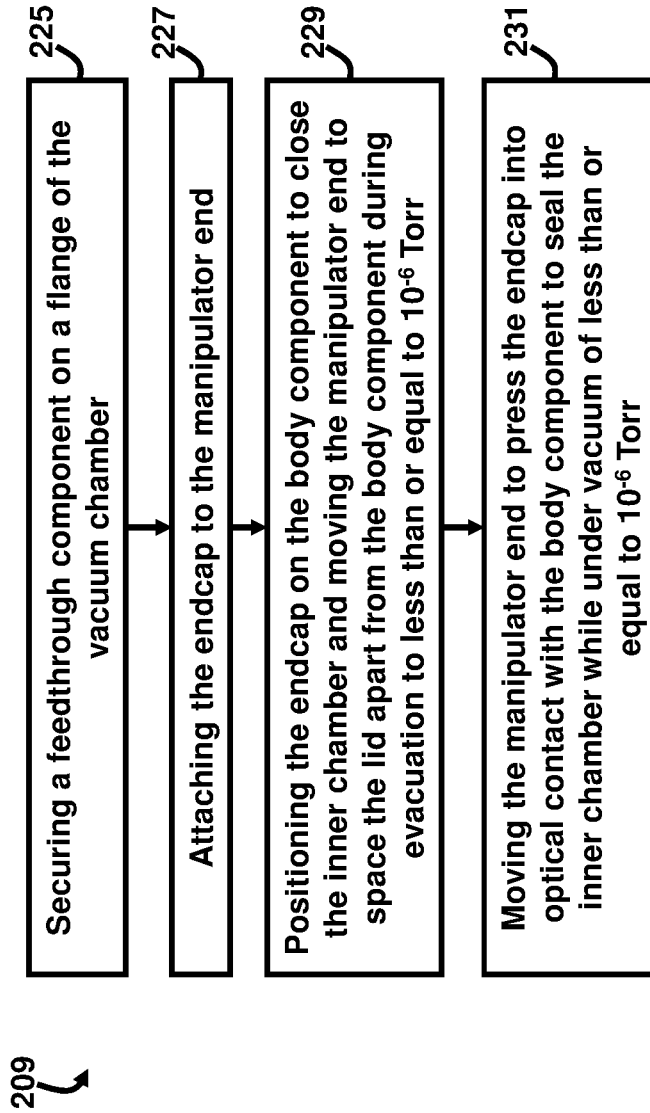 209
225
Securing a feedthrough component on a flange of the
vacuum chamber
227
Attaching the endcap to the manipulator end
229
Positioning the endcap on the body component to close
the inner chamber and moving the manipulator end to
space the lid apart from the body component during
evacuation to less than or equal to 10⁻⁶ Torr
231
Moving the manipulator end to press the endcap into
optical contact with the body component to seal the
inner chamber while under vacuum of less than or
equal to 10⁻⁶ Torr